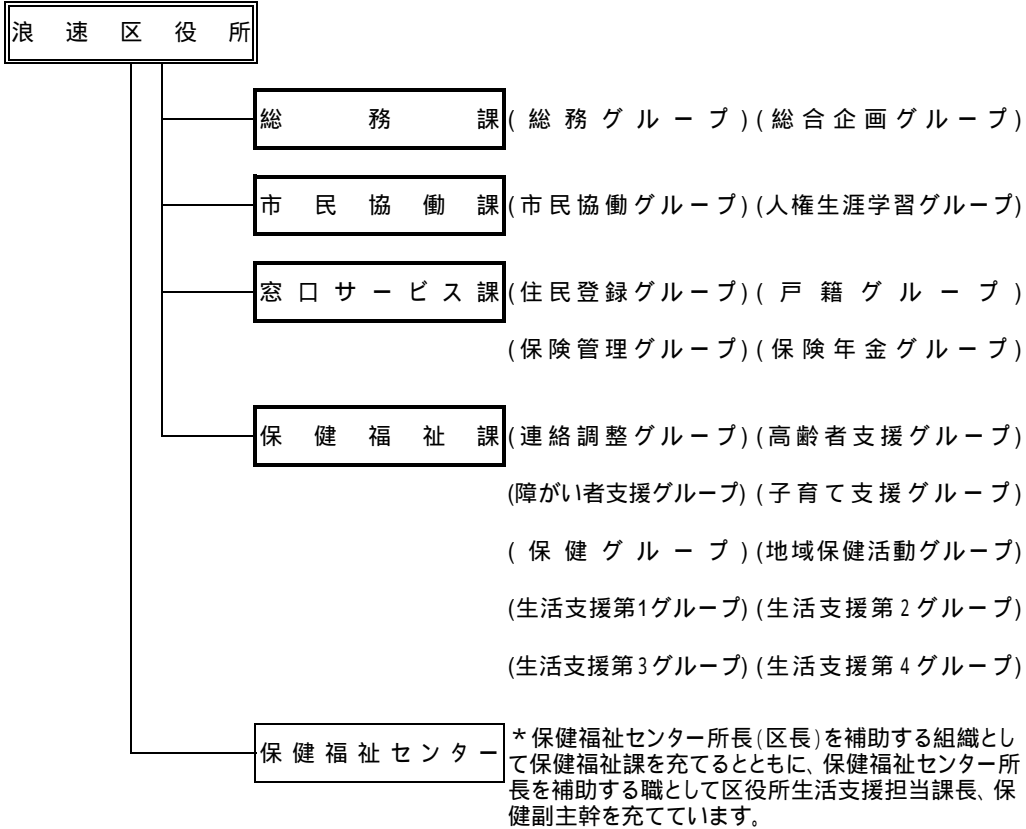 浪速区役所
総務課(総務グループ)(総合企画グループ)
市民協働課(市民協働グループ)(人権生涯学習グループ)
窓口サービス課(住民登録グループ)(戸籍グループ)
(保険管理グループ)(保険年金グループ)
保健福祉課(連絡調整グループ)(高齢者支援グループ)
(障がい者支援グループ)(子育て支援グループ)
(保健グループ)(地域保健活動グループ)
(生活支援第1グループ)(生活支援第2グループ)
(生活支援第3グループ)(生活支援第4グループ)
保健福祉センター
*保健福祉センター所長(区長)を補助する組織とし
て保健福祉課を充てるとともに、保健福祉センター所
長を補助する職として区役所生活支援担当課長、保
健副主幹を充てています。